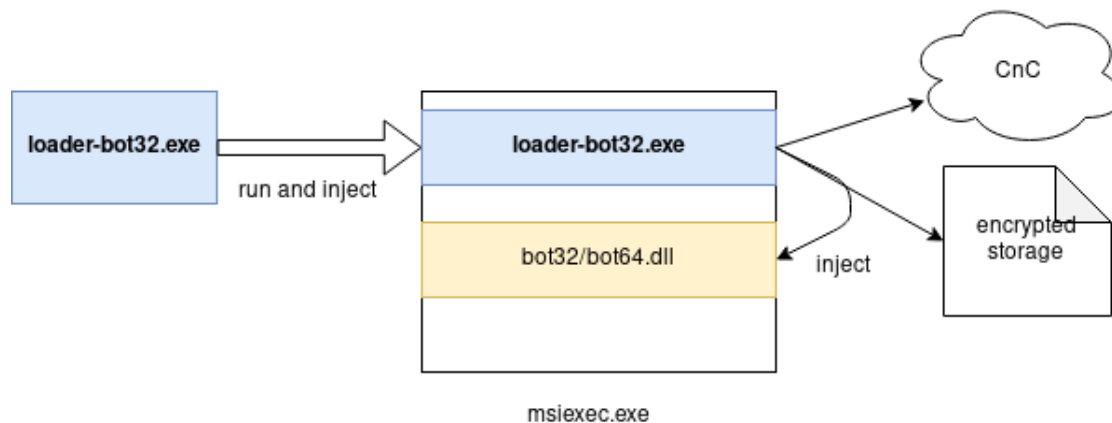 CnC
loader-bot32.exe
loader-bot32.exe
run and inject
encrypted
storage
bot32/bot64.dll
inject
msiexec.exe